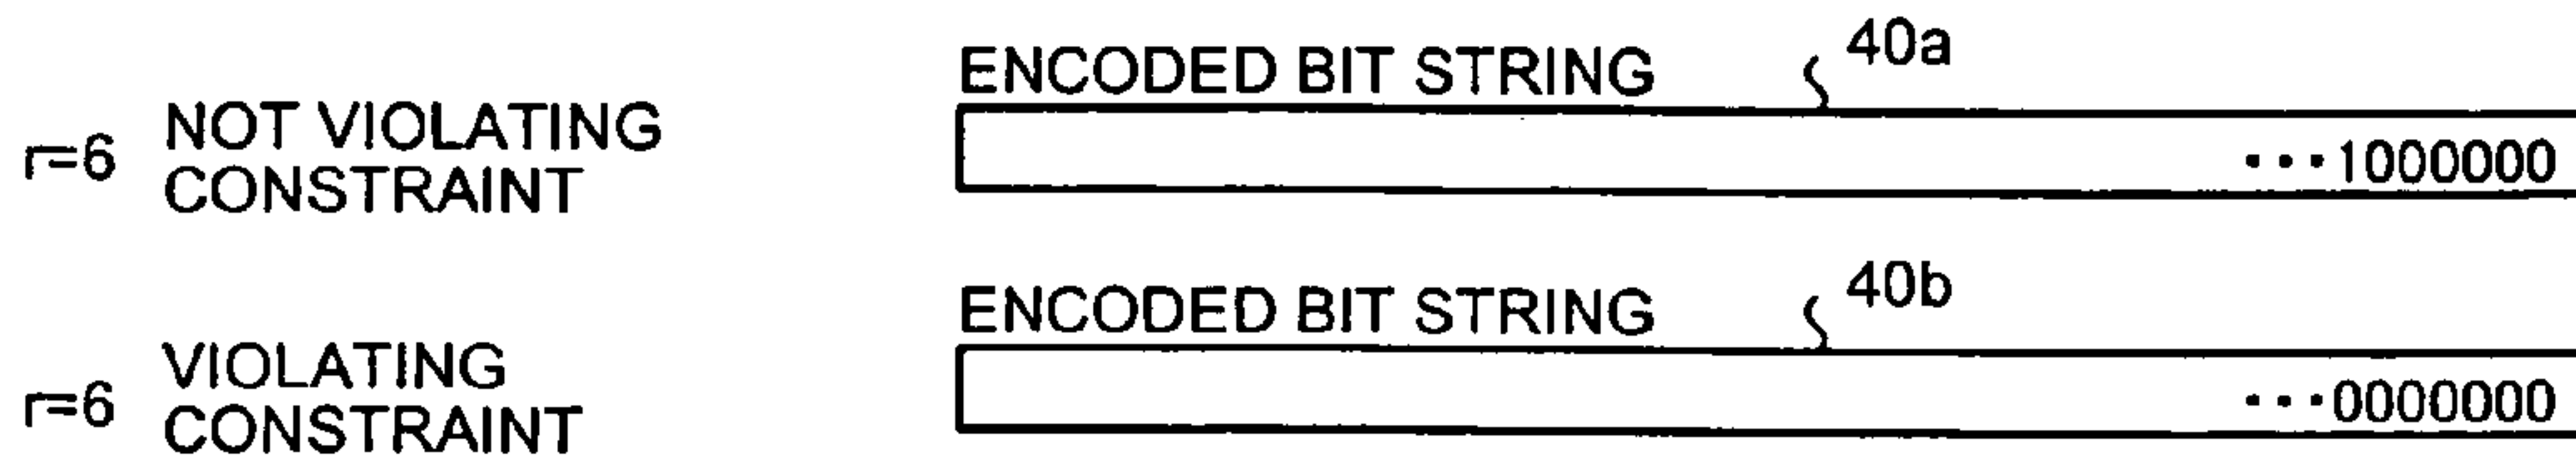 ENCODED BIT STRING 40a
r=6 NOT VIOLATING CONSTRAINT
···1000000
ENCODED BIT STRING 40b
r=6 VIOLATING CONSTRAINT
···0000000